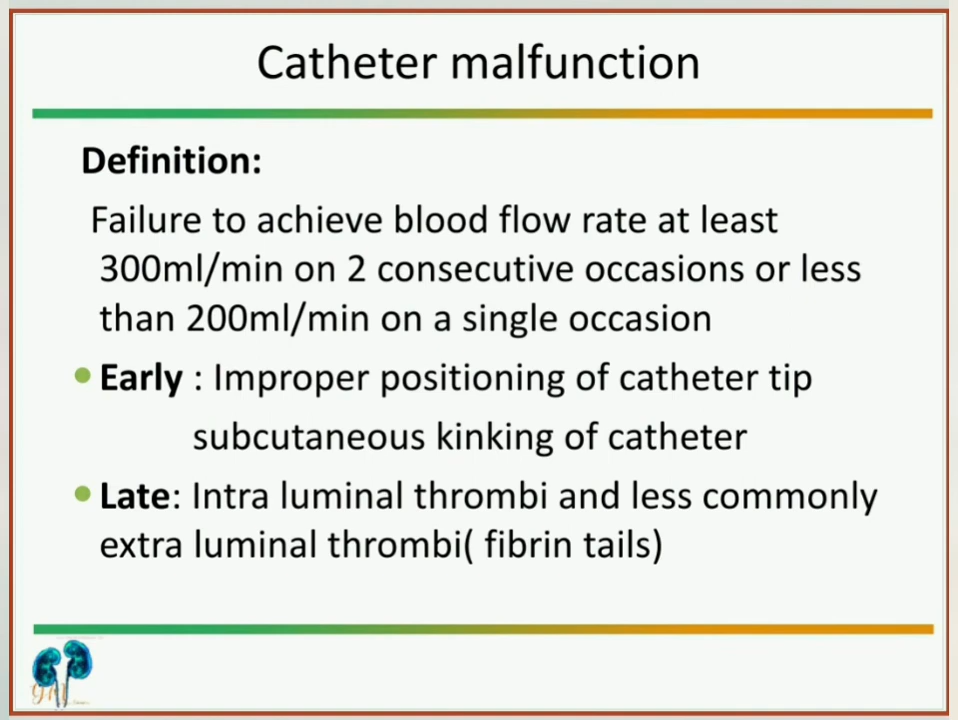 Catheter malfunction
Definition:
Failure to achieve blood flow rate at least
300ml/min on 2 consecutive occasions or less
than 200ml/min on a single occasion
Early : Improper positioning of catheter tip
subcutaneous kinking of catheter
Late: Intra luminal thrombi and less commonly
extra luminal thrombi( fibrin tails)